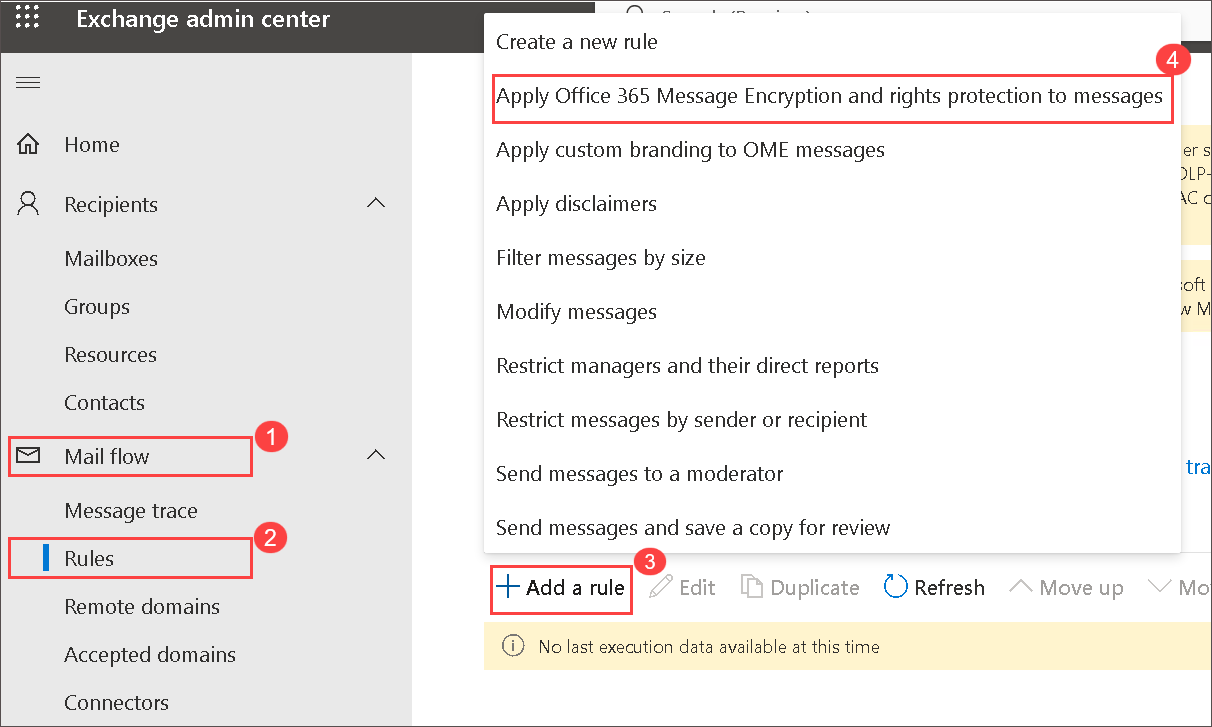 Exchange admin center
Home
Recipients
Mailboxes
Groups
Resources
Contacts
Mail flow
1
Message trace
Rules
2
Remote domains
Accepted domains
Connectors
Create a new rule
4
Apply Office 365 Message Encryption and rights protection to messages
Apply custom branding to OME messages
Apply disclaimers
Filter messages by size
Modify messages
Restrict managers and their direct reports
Restrict messages by sender or recipient
Send messages to a moderator
Send messages and save a copy for review
3
Add a rule Edit Duplicate Refresh Move up
No last execution data available at this time